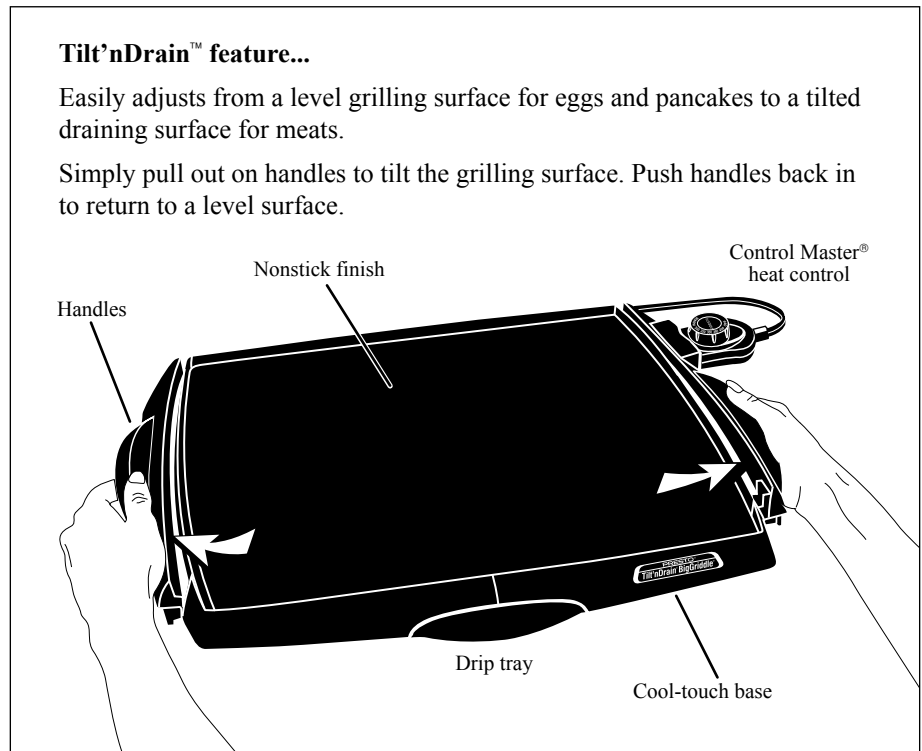 Tilt’nDrain™ feature...
Easily adjusts from a level grilling surface for eggs and pancakes to a tilted
draining surface for meats.
Simply pull out on handles to tilt the grilling surface. Push handles back in
to return to a level surface.
Control Master®
heat control
Nonstick finish
Handles
PRESTO
Tilt'nDrain BigGriddle
Drip tray
Cool-touch base